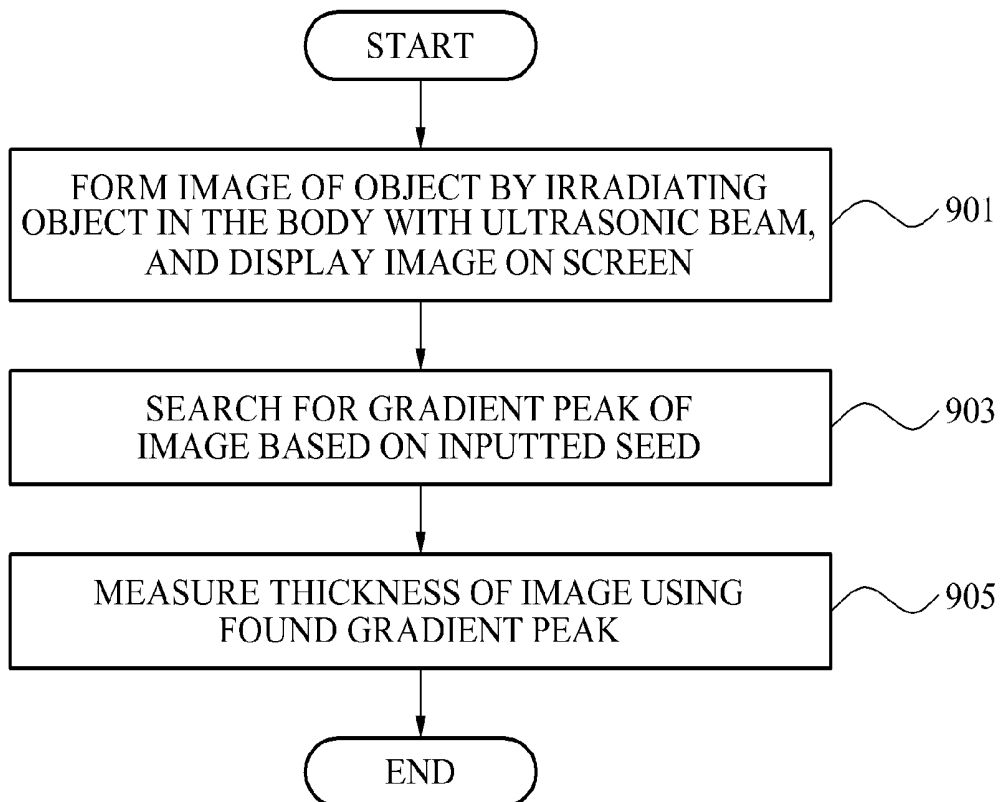 START
FORM IMAGE OF OBJECT BY IRRADIATING
OBJECT IN THE BODY WITH ULTRASONIC BEAM,
AND DISPLAY IMAGE ON SCREEN
901
SEARCH FOR GRADIENT PEAK OF
IMAGE BASED ON INPUTTED SEED
903
MEASURE THICKNESS OF IMAGE USING
FOUND GRADIENT PEAK
905
END